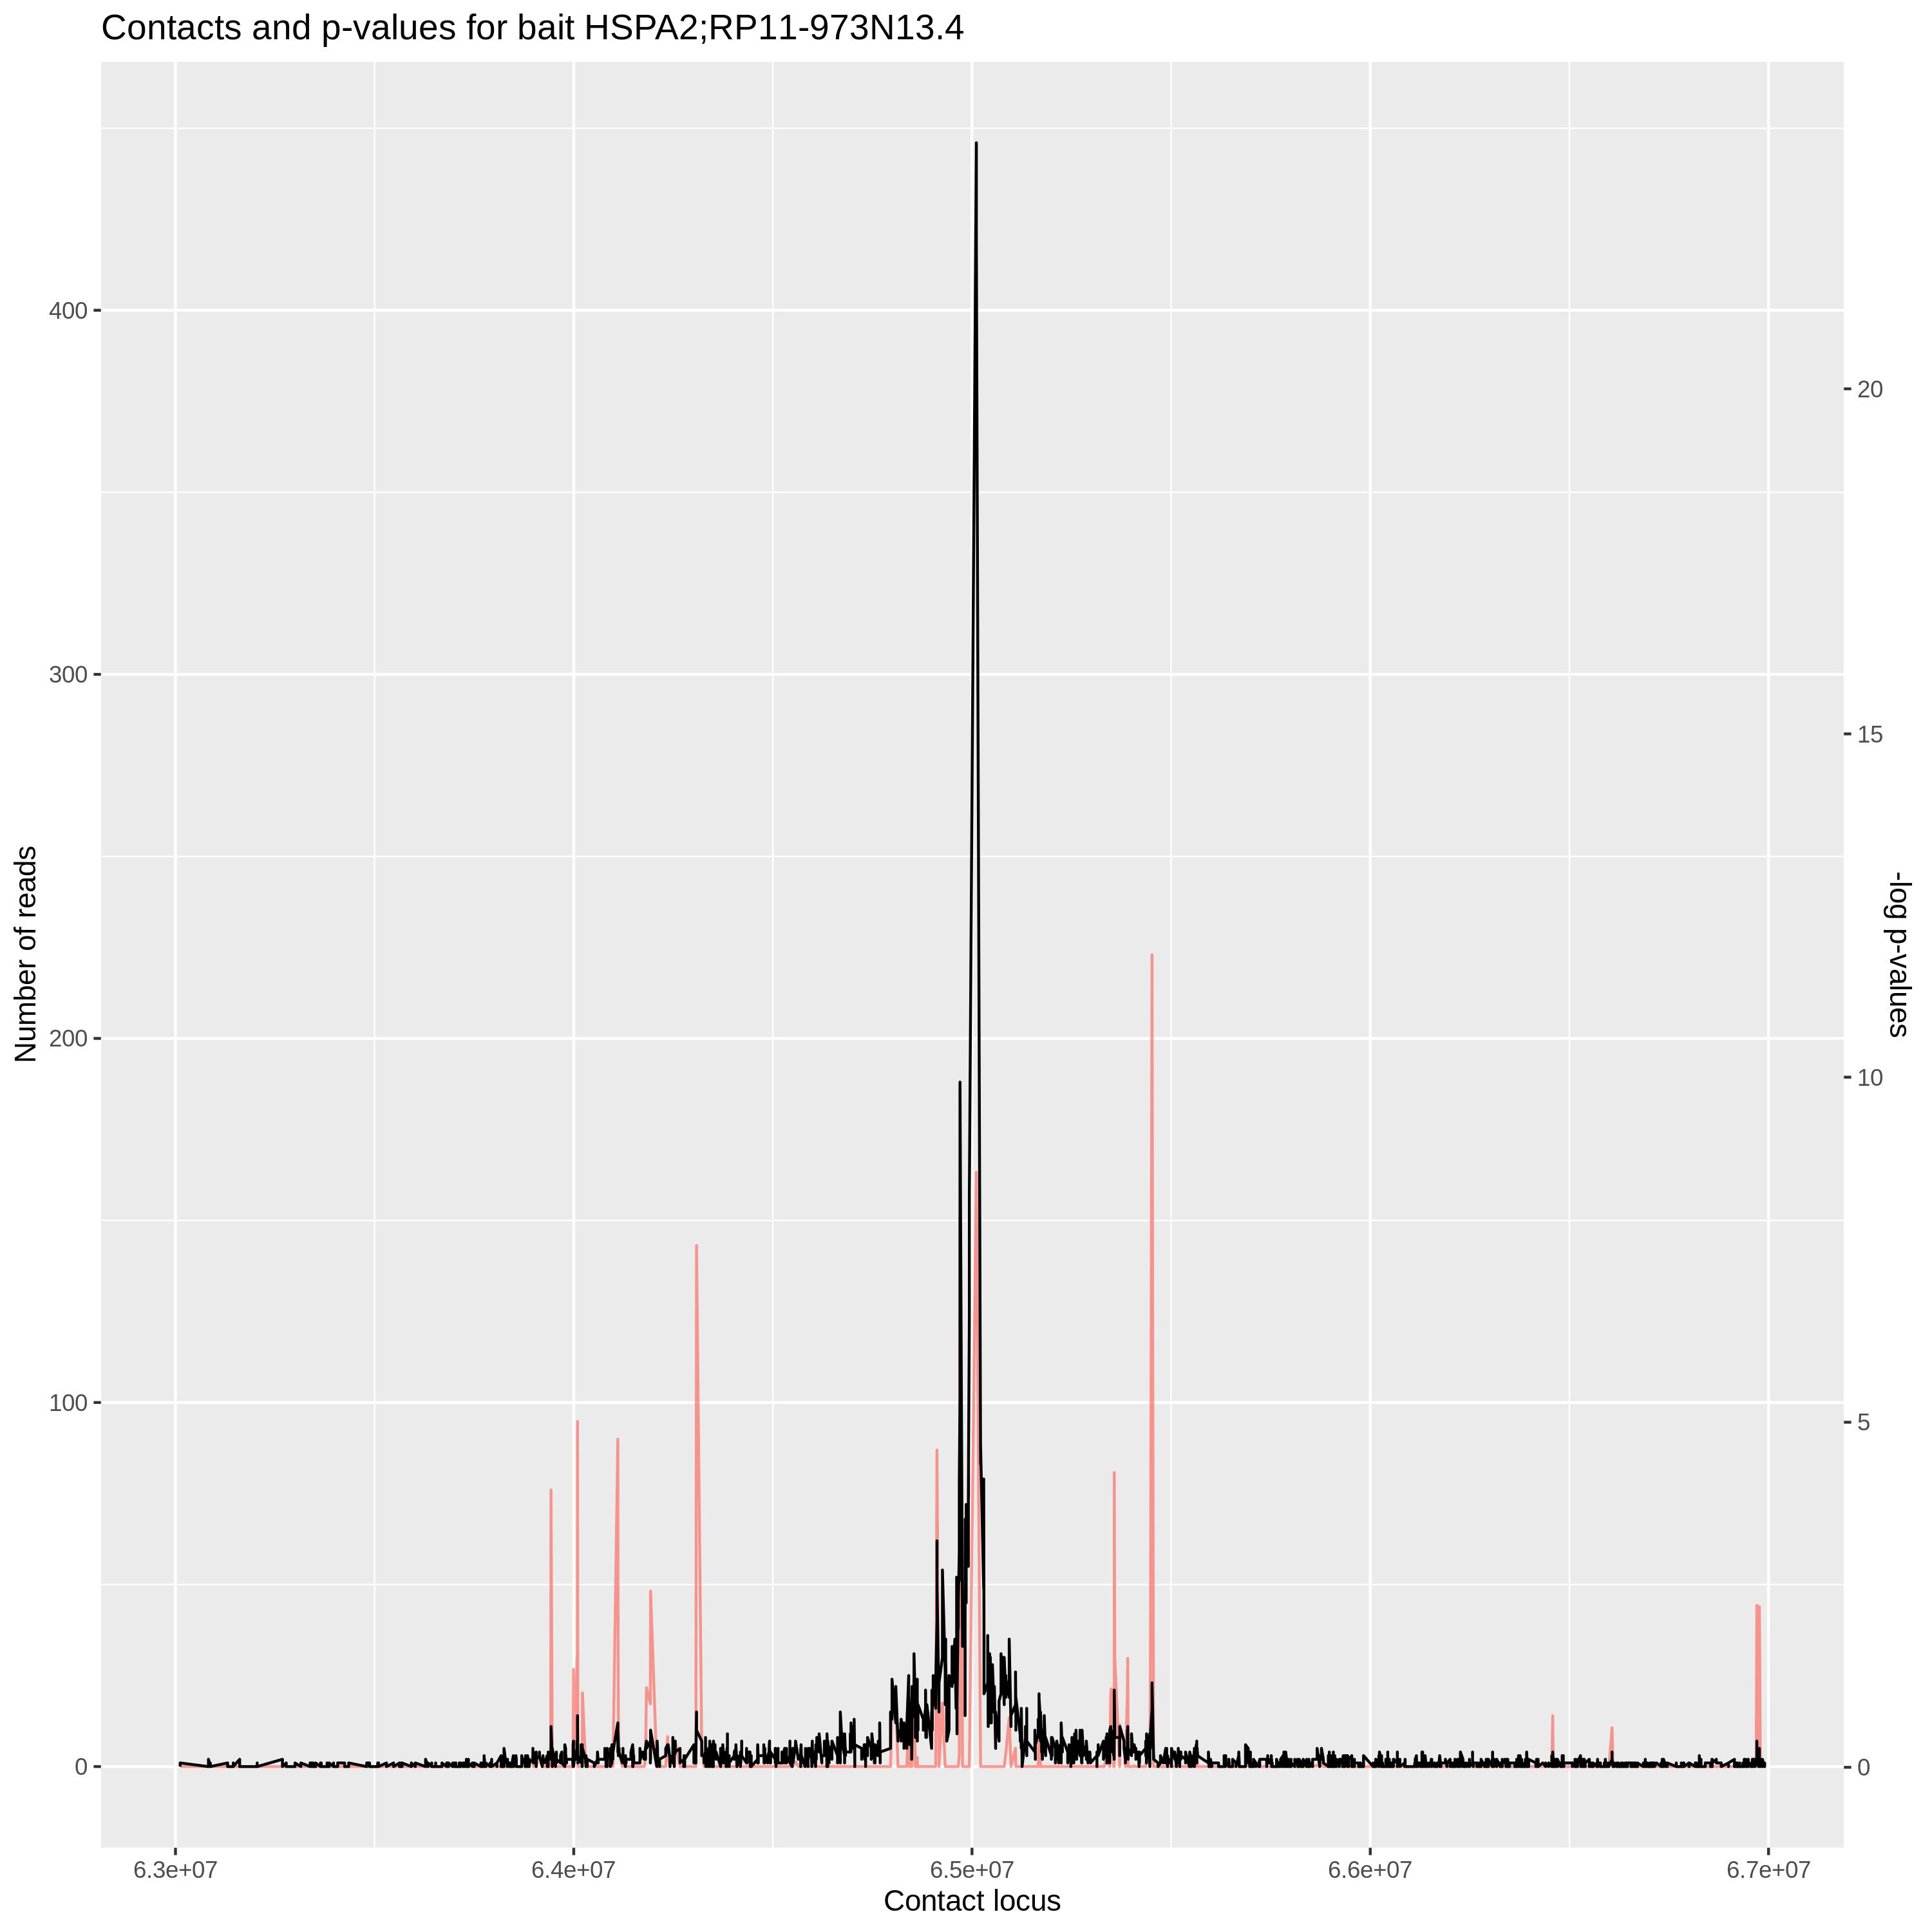 Contacts and p-values for bait HSPA2;RP11-973N13.4
Number of reads
400
300
200
100
0
20
15
10
5
0
-log p-values
6.3e+07
6.4e+07
6.5e+07
6.6e+07
6.7e+07
Contact locus